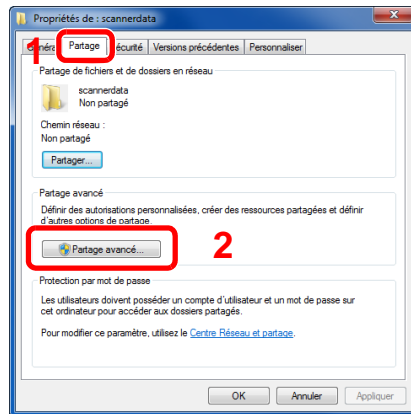 Propriétés de : scannerdata
1
Partage
Sécurité
Versions précédentes
Personnaliser
Partage de fichiers et de dossiers en réseau
scannerdata
Non partagé
Chemin réseau :
Non partagé
Partager...
Partage avancé
Définir des autorisations personnalisées, créer des ressources partagées et définir
d'autres options de partage.
Partage avancé...
2
Protection par mot de passe
Les utilisateurs doivent posséder un compte d'utilisateur et un mot de passe sur
cet ordinateur pour accéder aux dossiers partagés.
Pour modifier ce paramètre, utilisez le Centre Réseau et partage.
OK
Annuler
Appliquer